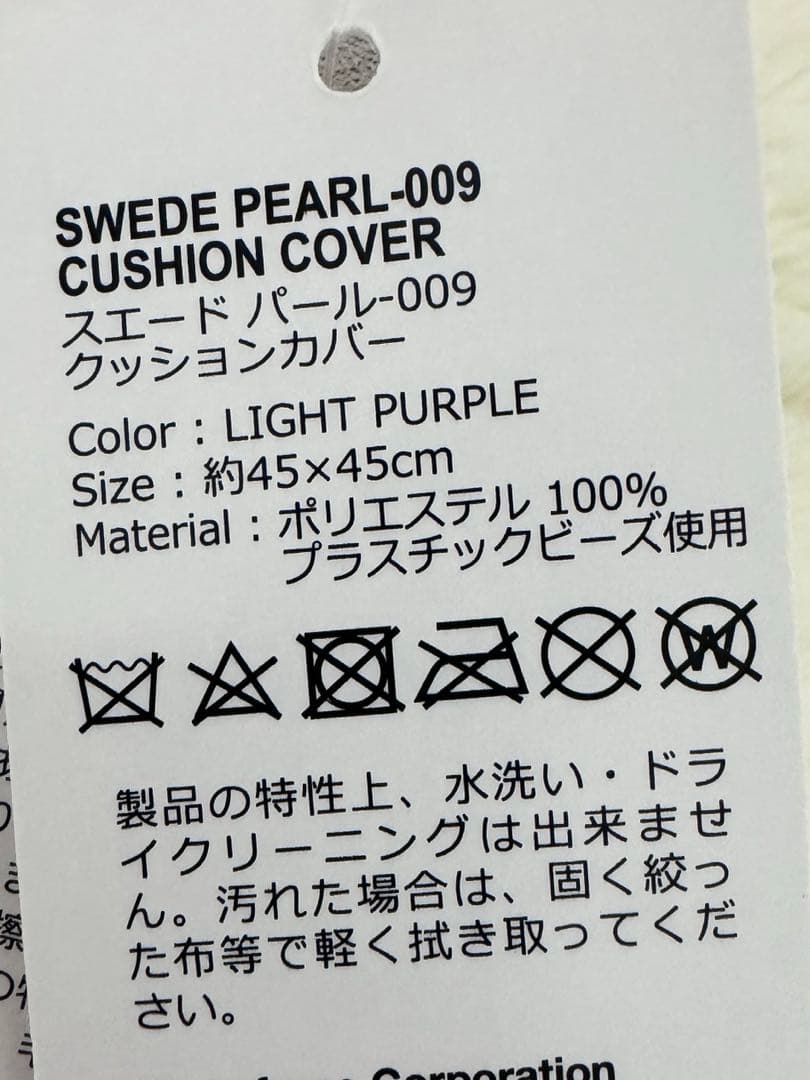 SWEDE PEARL-009
CUSHION COVER
スエード パール-009
クッションカバー
Color : LIGHT PURPLE
Size : 約45×45cm
Material : ポリエステル 100%
プラスチックビーズ使用
W
製品の特性上、水洗い・ドラ
イクリーニングは出来ませ
ん。汚れた場合は、固く絞っ
た布等で軽く拭き取ってくだ
さい。
Corporation